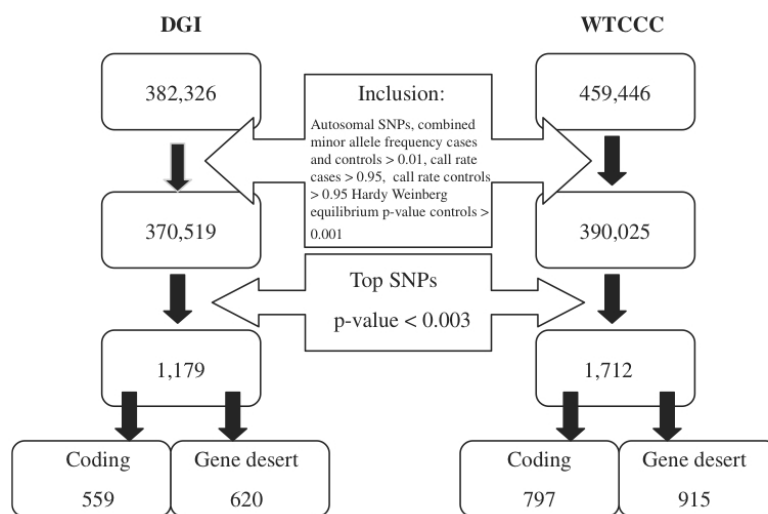 DGI
WTCCC
382,326
459,446
Inclusion:
Autosomal SNPs, combined
minor allele frequency cases
and controls > 0.01, call rate
cases > 0.95, call rate controls
> 0.95 Hardy Weinberg
equilibrium p-value controls >
0.001
370,519
390,025
Top SNPs
p-value < 0.003
1,179
1,712
Coding
559
Gene desert
620
Coding
797
Gene desert
915